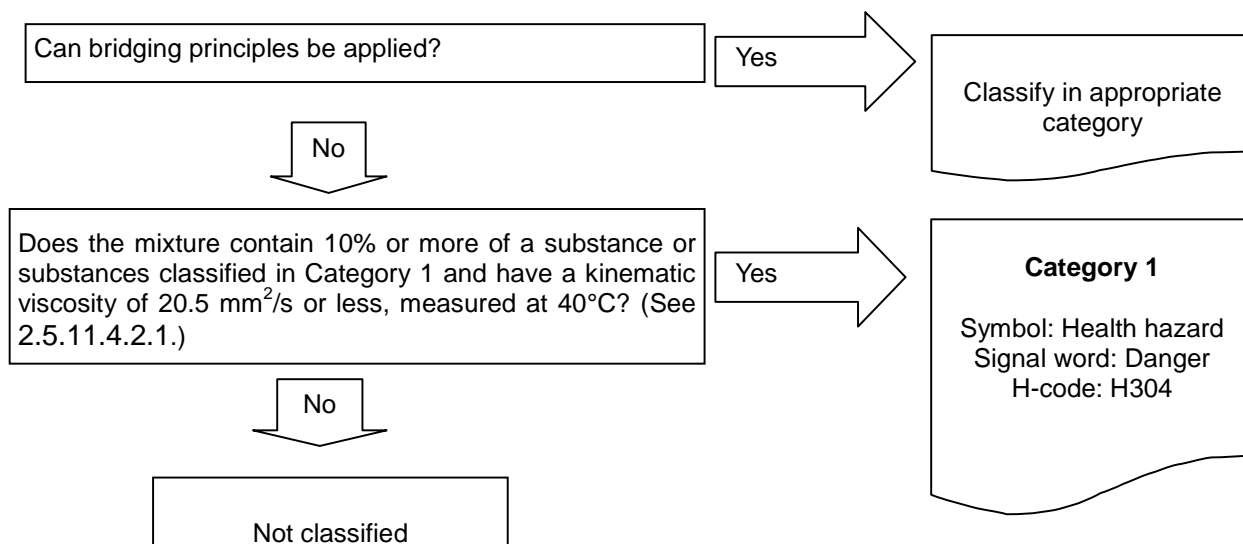 Can bridging principles be applied?
Yes
Classify in appropriate
category
No
Does the mixture contain 10% or more of a substance or
substances classified in Category 1 and have a kinematic
viscosity of 20.5 mm²/s or less, measured at 40°C? (See
2.5.11.4.2.1.)
Yes
Category 1
Symbol: Health hazard
Signal word: Danger
H-code: H304
No
Not classified